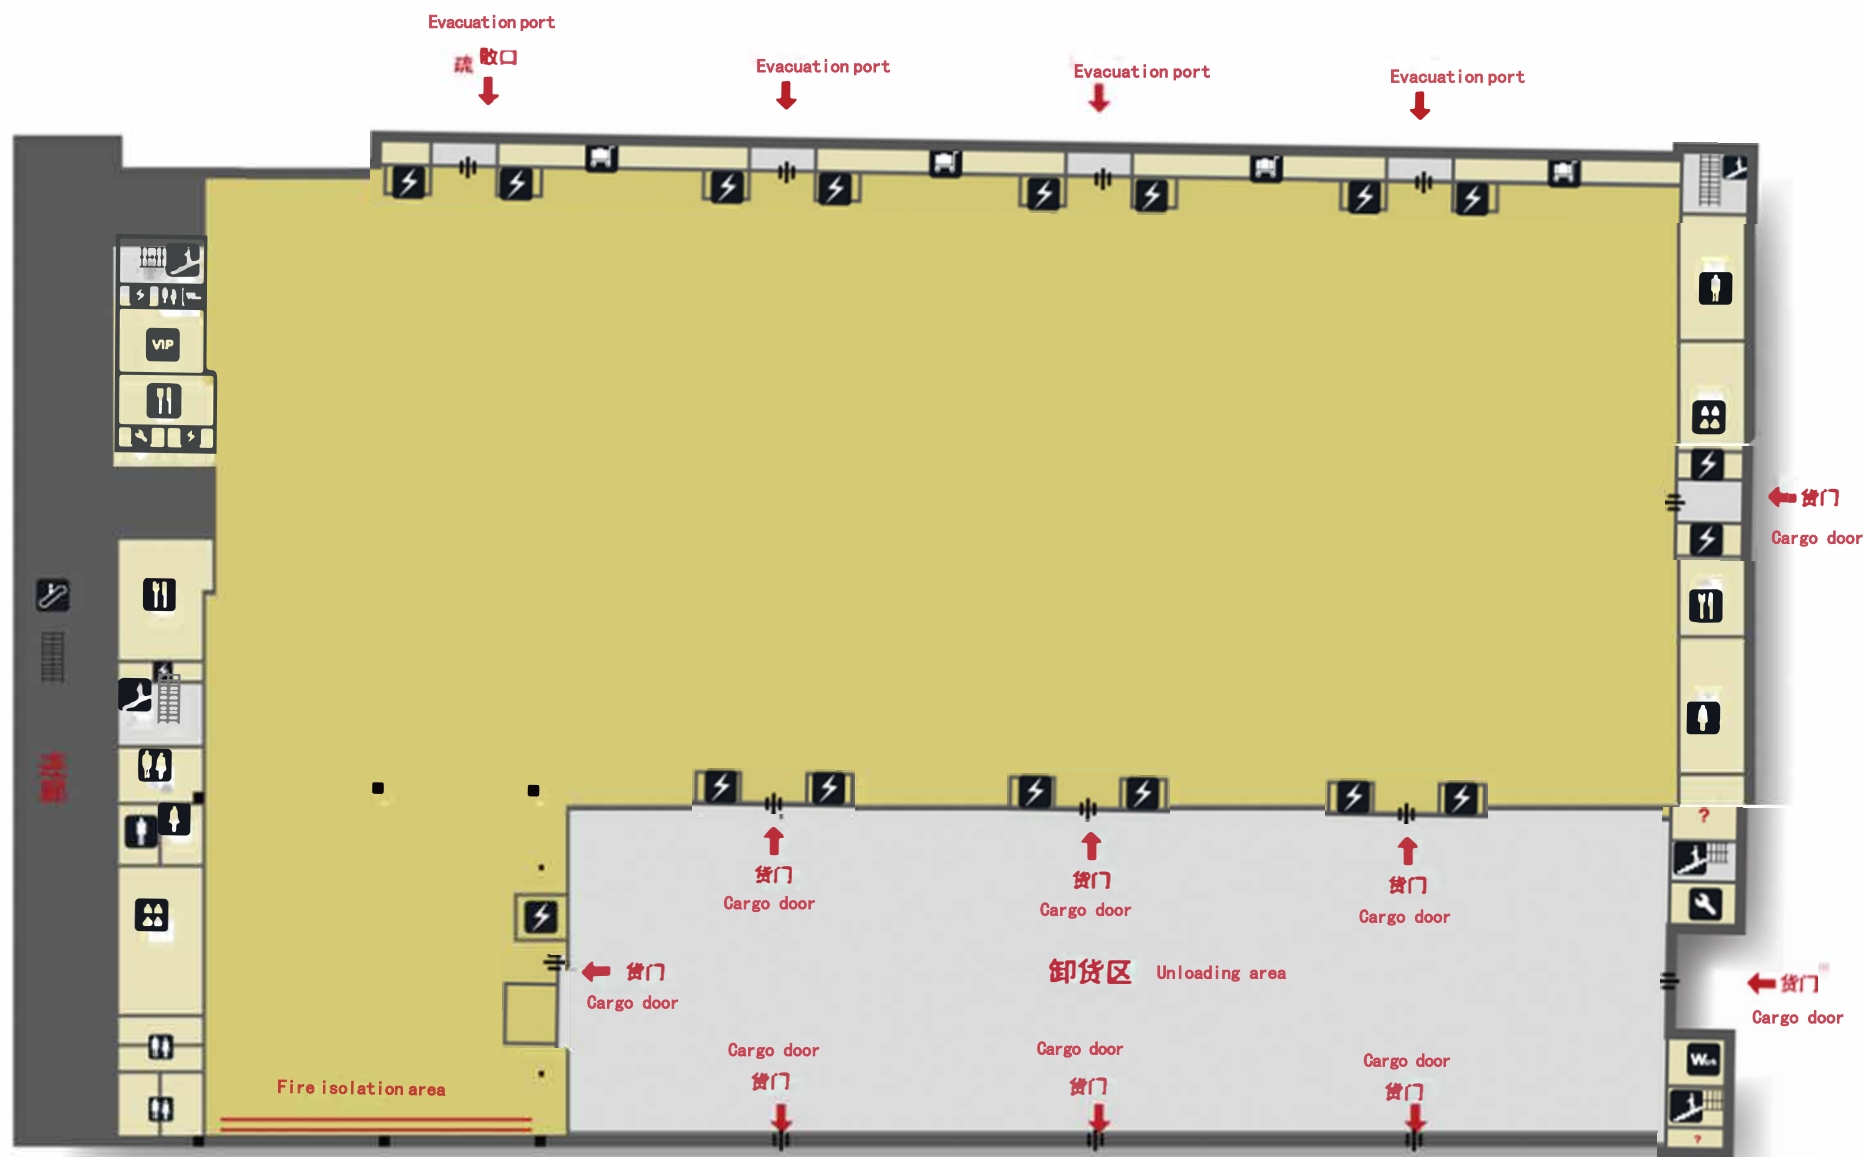 Evacuation port
疏散口
Evacuation port
Evacuation port
Evacuation port
VIP
货门
Cargo door
?
货门
Cargo door
货门
Cargo door
货门
Cargo door
货门
Cargo door
卸货区 Unloading area
货门
Cargo door
Cargo door
货门
Cargo door
货门
Cargo door
货门
Fire isolation area
?